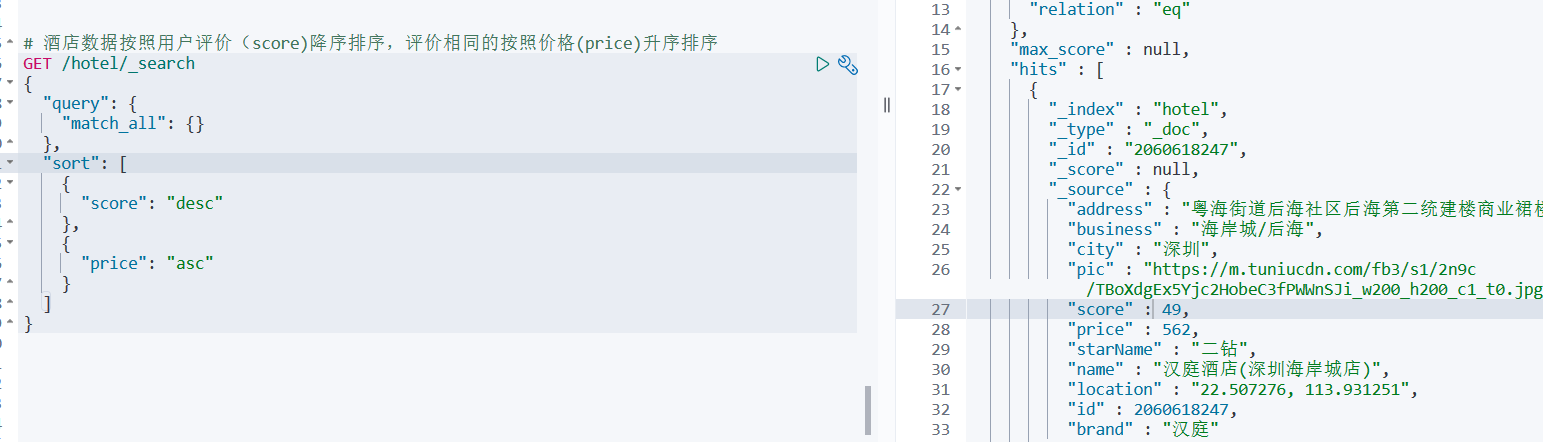 # 酒店数据按照用户评价（score)降序排序，评价相同的按照价格(price)升序排序
GET /hotel/_search
{
"query": {
"match_all": {}
},
"sort": [
{
"score": "desc"
},
{
"price": "asc"
}
]
}
13 "relation" : "eq"
14 },
15 "max_score" : null,
16 "hits" : [
17 {
18 "_index" : "hotel",
19 "_type" : "_doc",
20 "_id" : "2060618247",
21 "_score" : null,
22 "_source" : {
23 "address" : "粤海街道后海社区后海第二统建楼商业裙楼
24 "business" : "海岸城/后海",
25 "city" : "深圳",
26 "pic" : "https://m.tuniucdn.com/fb3/s1/2n9c
/TBoXdgEx5Yjc2HobeC3fPWWnSJi_w200_h200_c1_t0.jpg
27 "score" : 49,
28 "price" : 562,
29 "starName" : "二钻",
30 "name" : "汉庭酒店(深圳海岸城店)",
31 "location" : "22.507276, 113.931251",
32 "id" : 2060618247,
33 "brand" : "汉庭"